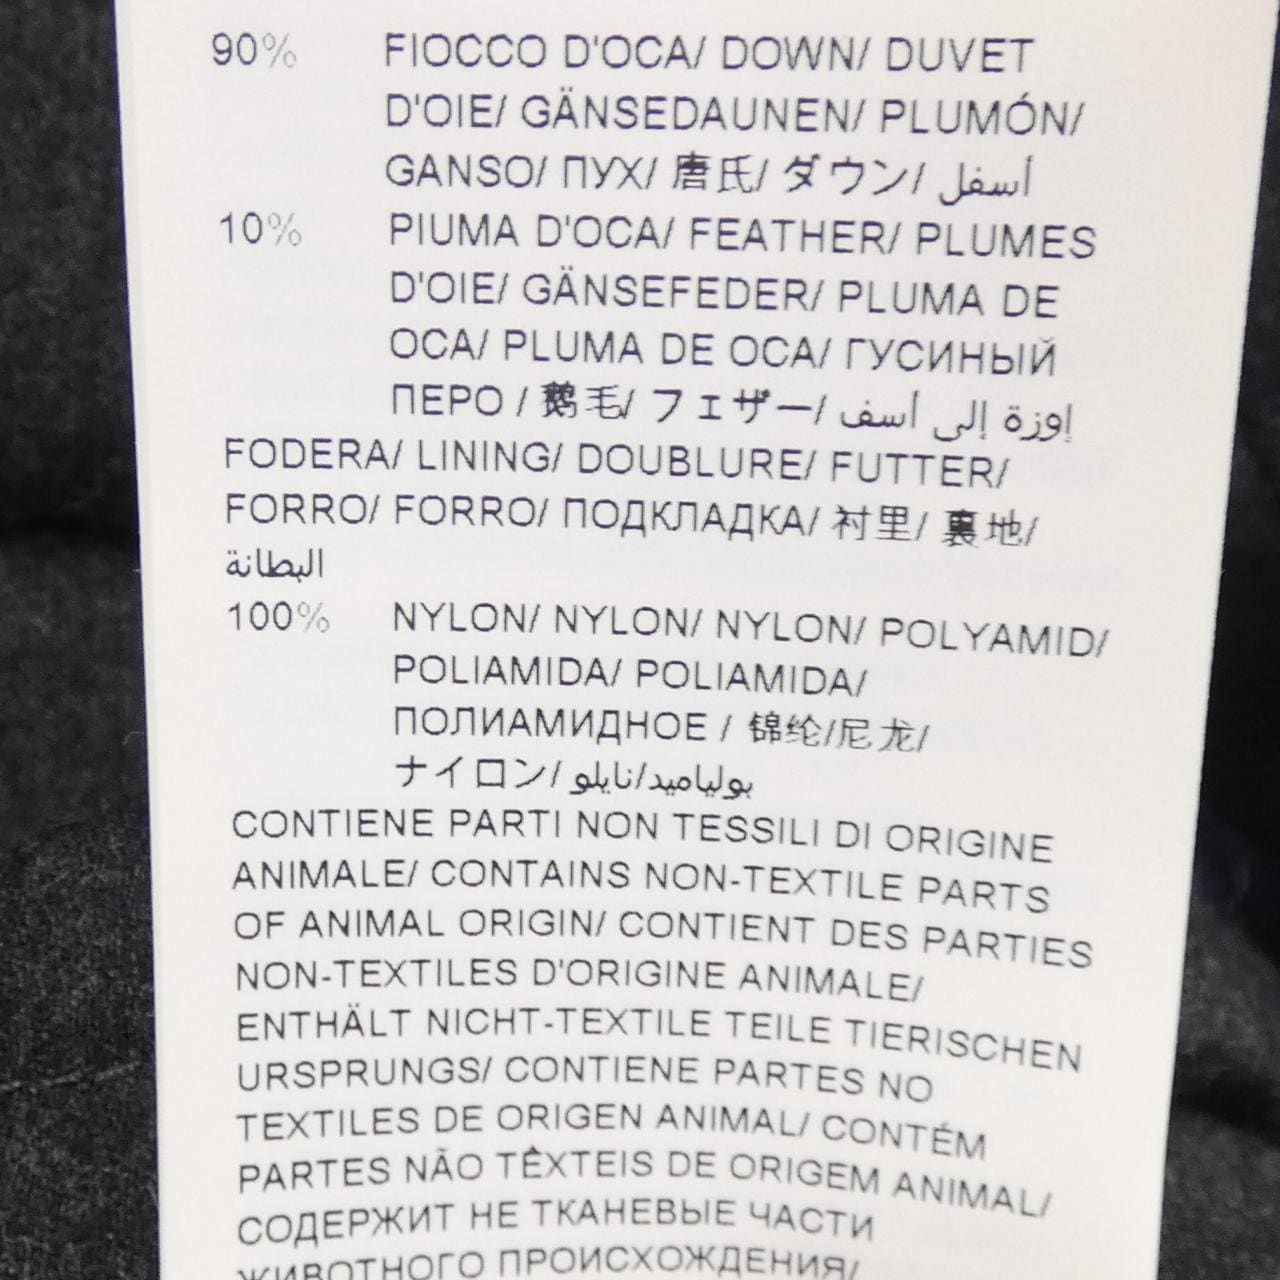 90% FIOCCO D'OCA/ DOWN/ DUVET
D'OIE/ GÄNSEDAUNEN/ PLUMÓN/
GANSO/ ПУХ/ 唐氏/ ダウン/ أسفل
10% PIUMA D'OCA/ FEATHER/ PLUMES
D'OIE/ GÄNSEFEDER/ PLUMA DE
OCA/ PLUMA DE OCA/ ГУСИНЫЙ
ПЕРО / 鹅毛/ フェザー/ إوزة إلى أسف
FODERA/ LINING/ DOUBLURE/ FUTTER/
FORRO/ FORRO/ ПОДКЛАДКА/ 衬里/ 裏地/
البطانة
100% NYLON/ NYLON/ NYLON/ POLYAMID/
POLIAMIDA/ POLIAMIDA/
ПОЛИАМИДНОЕ / 锦纶/尼龙/
ナイロン/ بولياميد/نايلو
CONTIENE PARTI NON TESSILI DI ORIGINE
ANIMALE/ CONTAINS NON-TEXTILE PARTS
OF ANIMAL ORIGIN/ CONTIENT DES PARTIES
NON-TEXTILES D'ORIGINE ANIMALE/
ENTHÄLT NICHT-TEXTILE TEILE TIERISCHEN
URSPRUNGS/ CONTIENE PARTES NO
TEXTILES DE ORIGEN ANIMAL/ CONTÉM
PARTES NÃO TÊXTEIS DE ORIGEM ANIMAL/
СОДЕРЖИТ НЕ ТКАНЕВЫЕ ЧАСТИ
ЖИВОТНОГО ПРОИСХОЖДЕНИЯ/